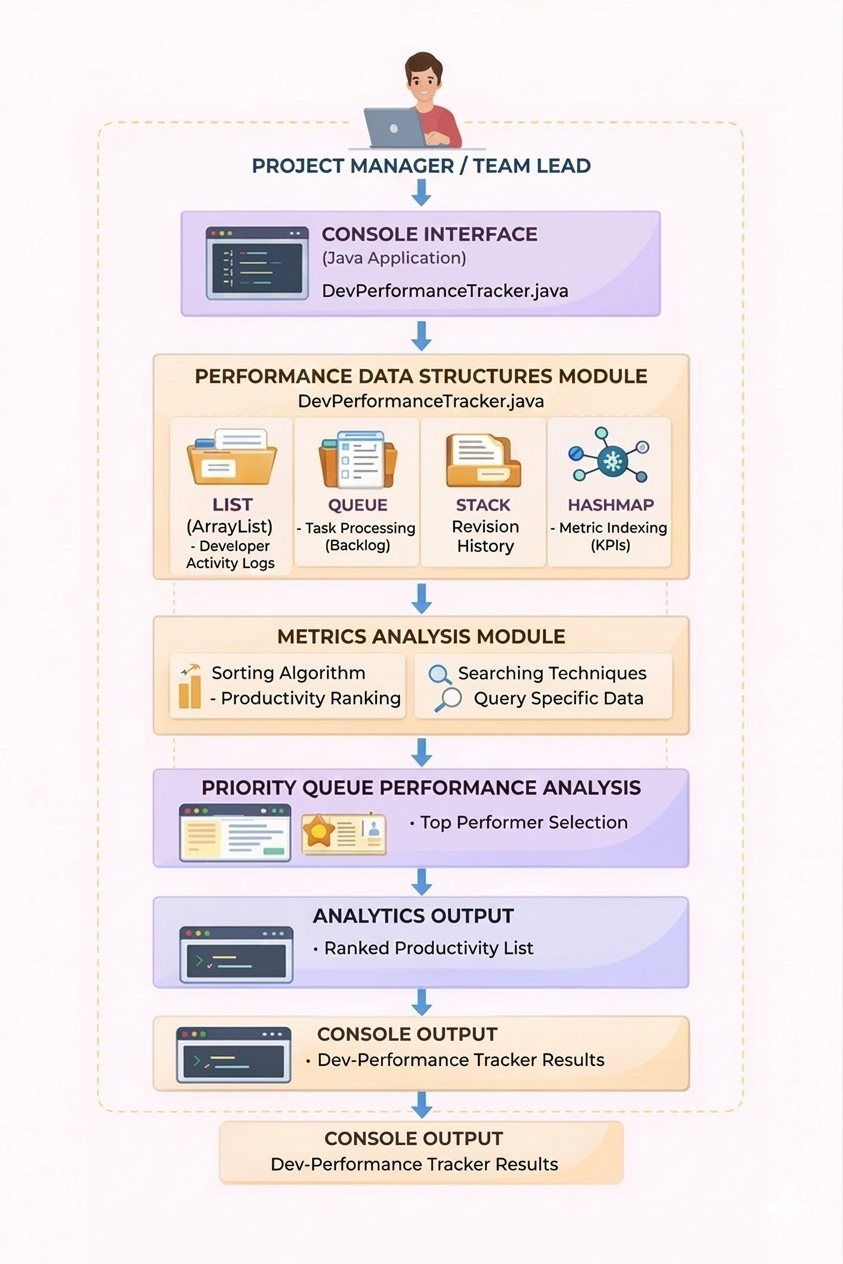 PROJECT MANAGER / TEAM LEAD
CONSOLE INTERFACE
(Java Application)
DevPerformanceTracker.java
PERFORMANCE DATA STRUCTURES MODULE
DevPerformanceTracker.java
LIST
(ArrayList)
- Developer
Activity Logs
QUEUE
- Task Processing
(Backlog)
STACK
Revision
History
HASHMAP
- Metric Indexing
(KPIs)
METRICS ANALYSIS MODULE
Sorting Algorithm
- Productivity Ranking
Searching Techniques
Query Specific Data
PRIORITY QUEUE PERFORMANCE ANALYSIS
• Top Performer Selection
ANALYTICS OUTPUT
• Ranked Productivity List
CONSOLE OUTPUT
• Dev-Performance Tracker Results
CONSOLE OUTPUT
Dev-Performance Tracker Results